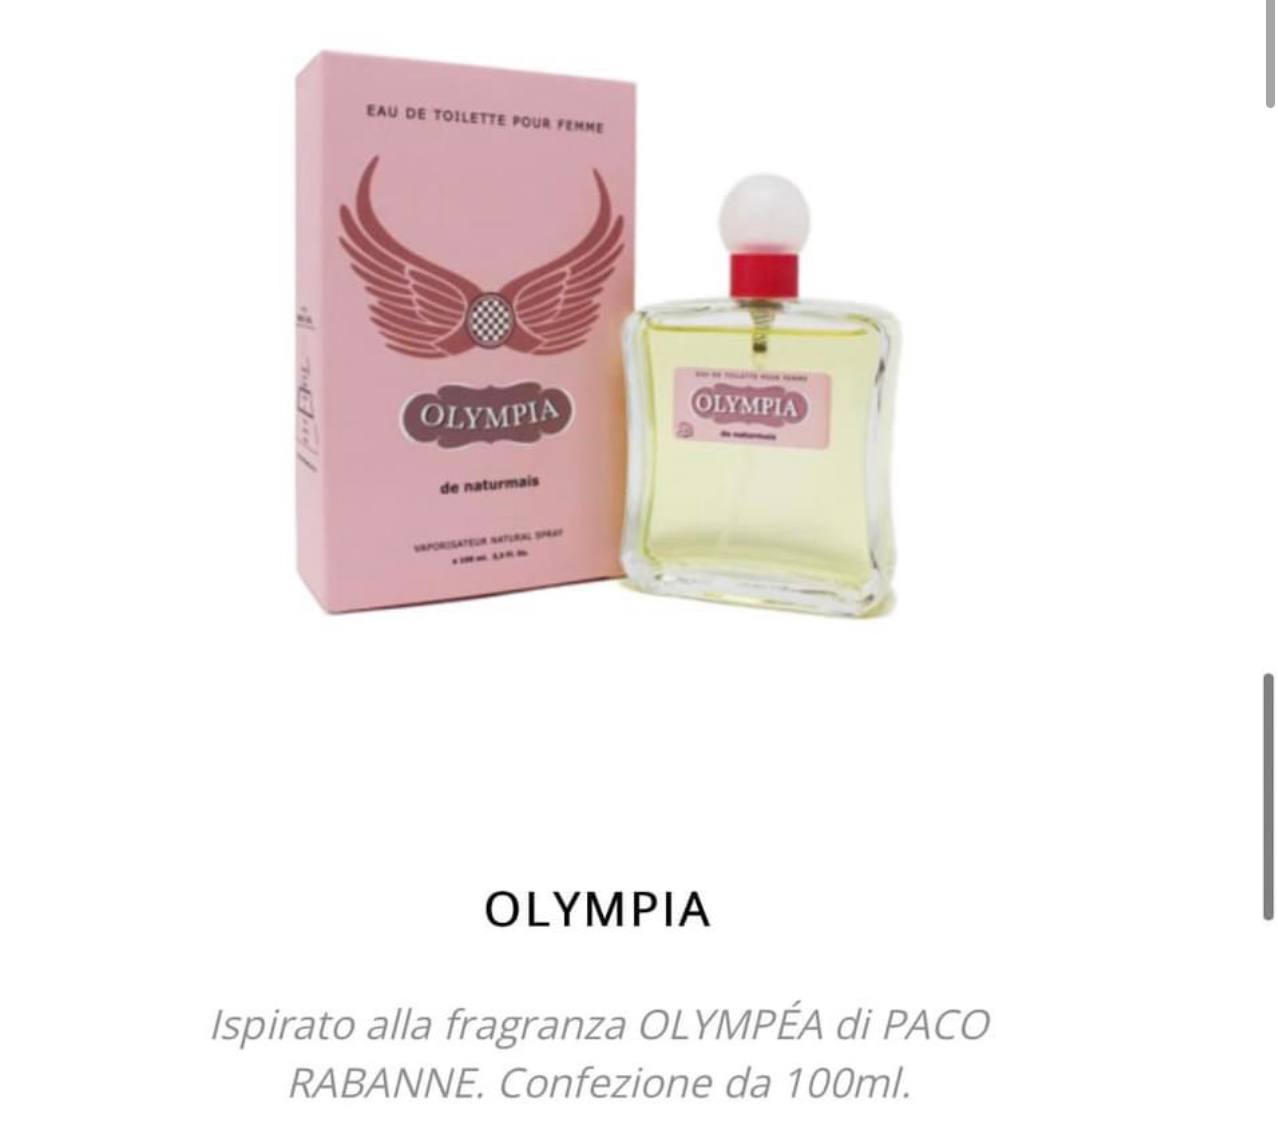 EAU DE TOILETTE POUR FEMME
OLYMPIA
de naturmais
VAPORISATEUR NATURAL SPRAY
EAU DE TOILETTE POUR FEMME
OLYMPIA
de naturmais
OLYMPIA
Ispirato alla fragranza OLYMPÉA di PACO
RABANNE. Confezione da 100ml.